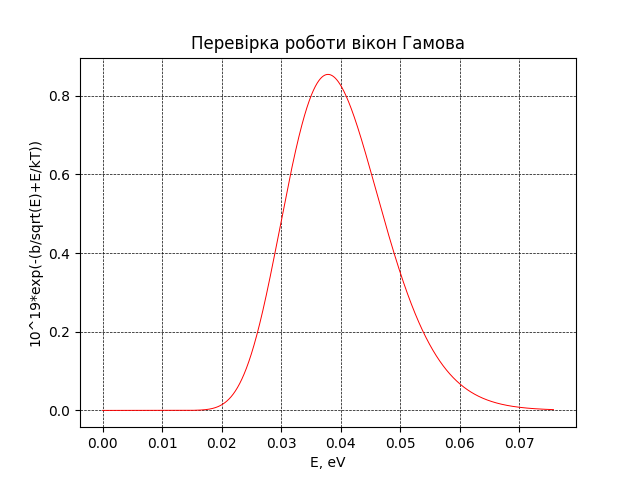 Перевірка роботи вікон Гамова
10^19*exp(-(b/sqrt(E)+E/kT))
0.8
0.6
0.4
0.2
0.0
0.00 0.01 0.02 0.03 0.04 0.05 0.06 0.07
E, eV